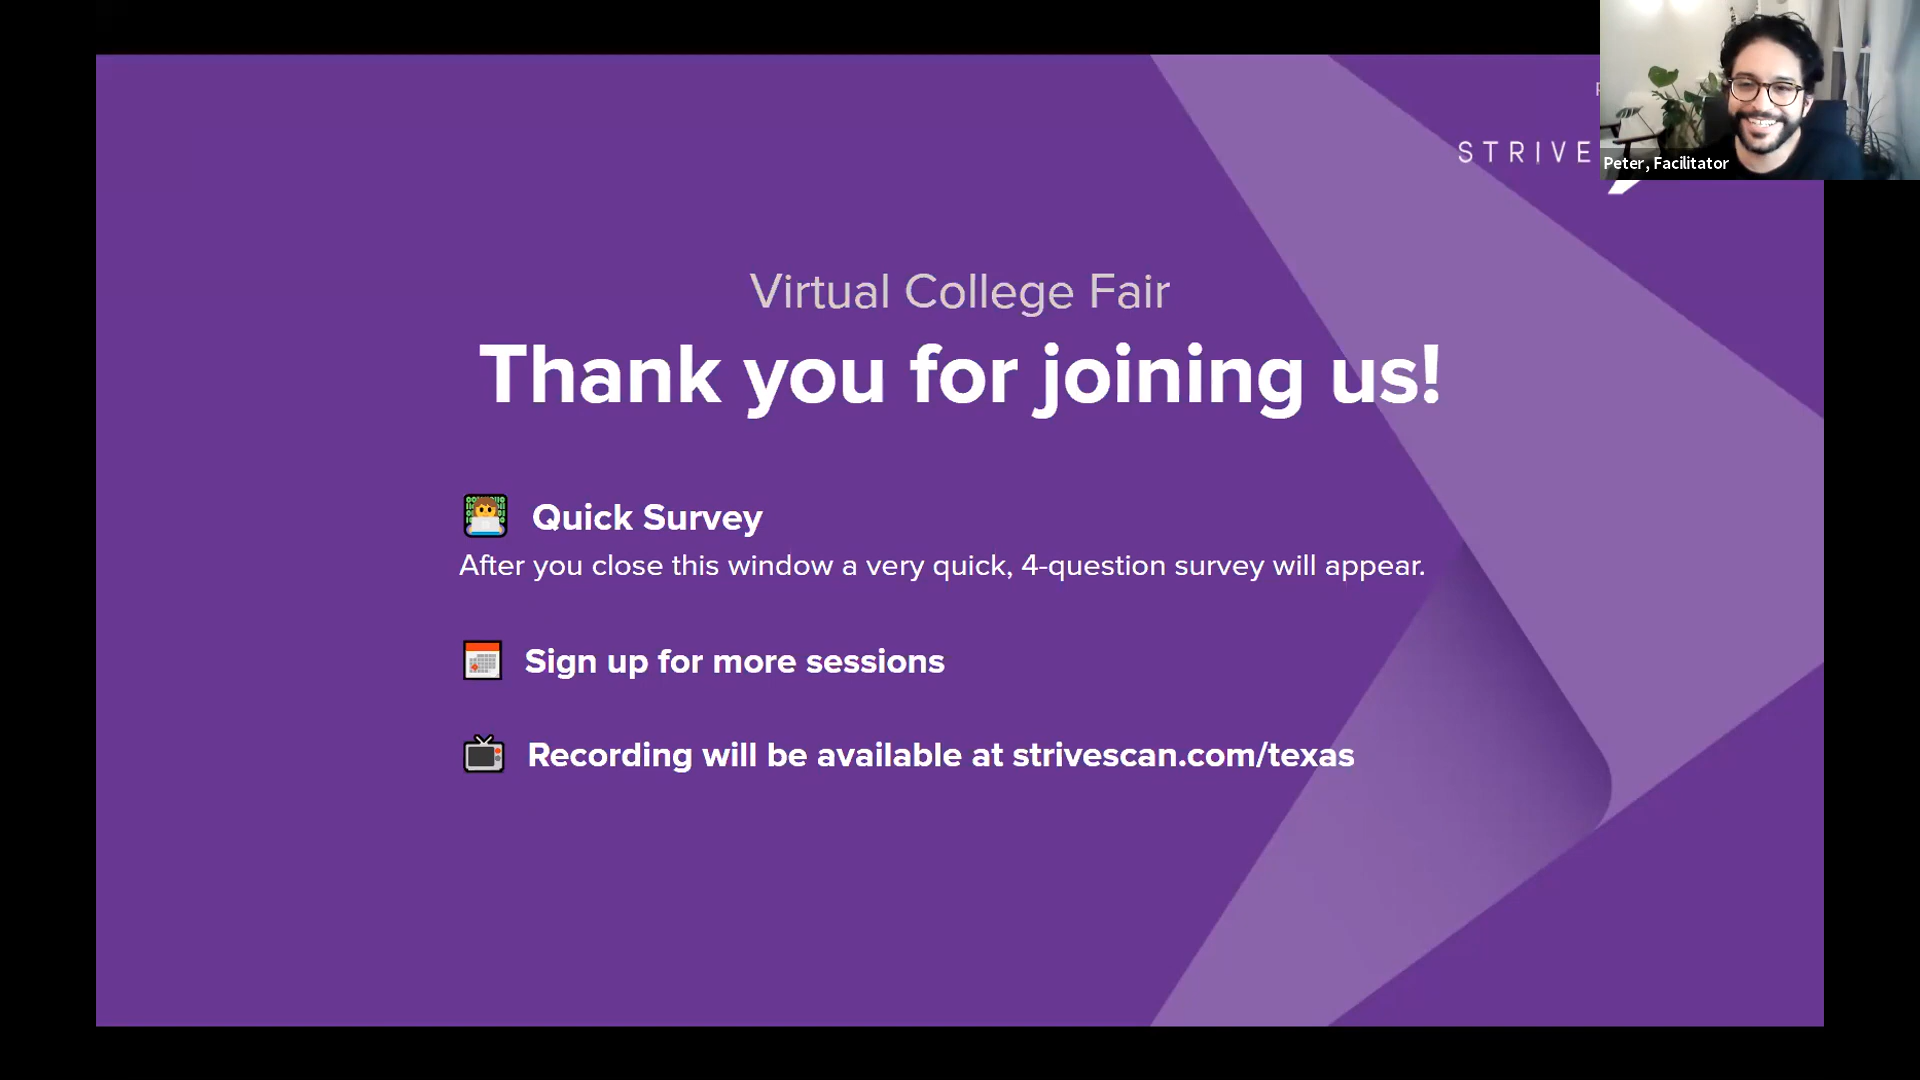 STRIVE
Peter, Facilitator
Virtual College Fair
Thank you for joining us!
Quick Survey
After you close this window a very quick, 4-question survey will appear.
Sign up for more sessions
Recording will be available at strivescan.com/texas